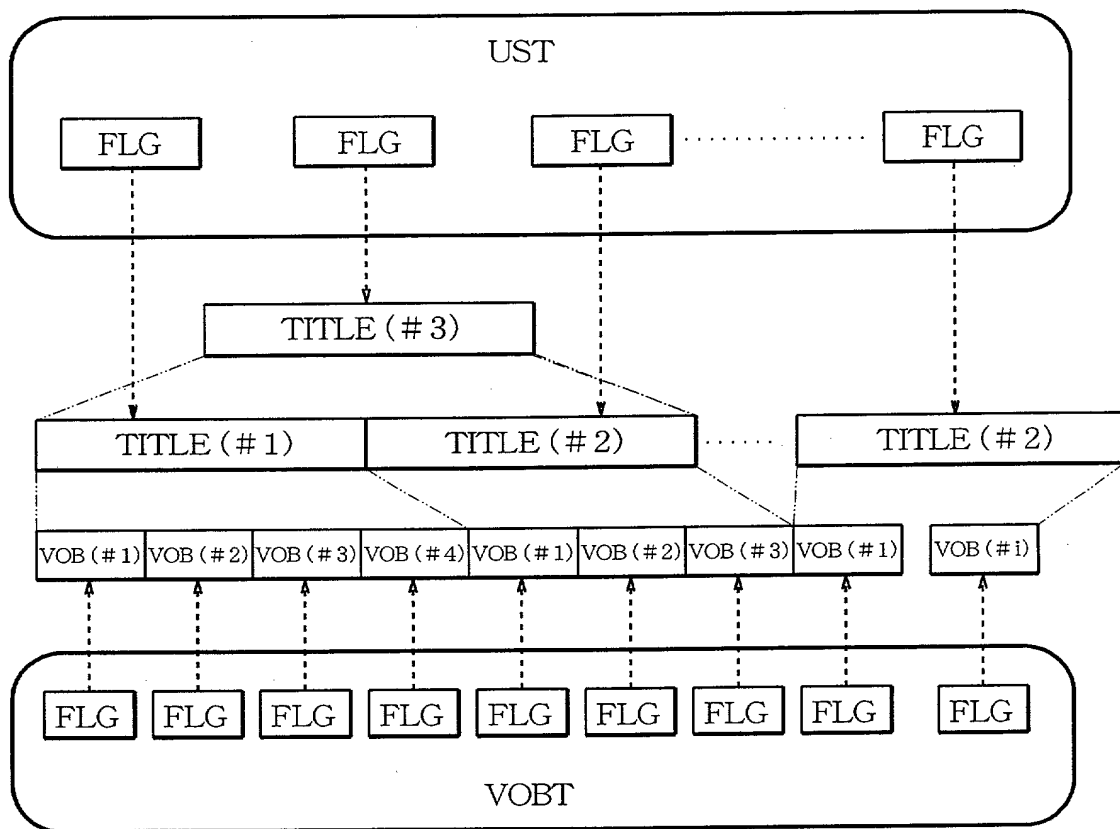 UST
FLG FLG FLG FLG
TITLE (#3)
TITLE (#1) TITLE (#2) TITLE (#2)
VOB (#1) VOB (#2) VOB (#3) VOB (#4) VOB (#1) VOB (#2) VOB (#3) VOB (#1) VOB (#i)
FLG FLG FLG FLG FLG FLG FLG FLG FLG
VOBT